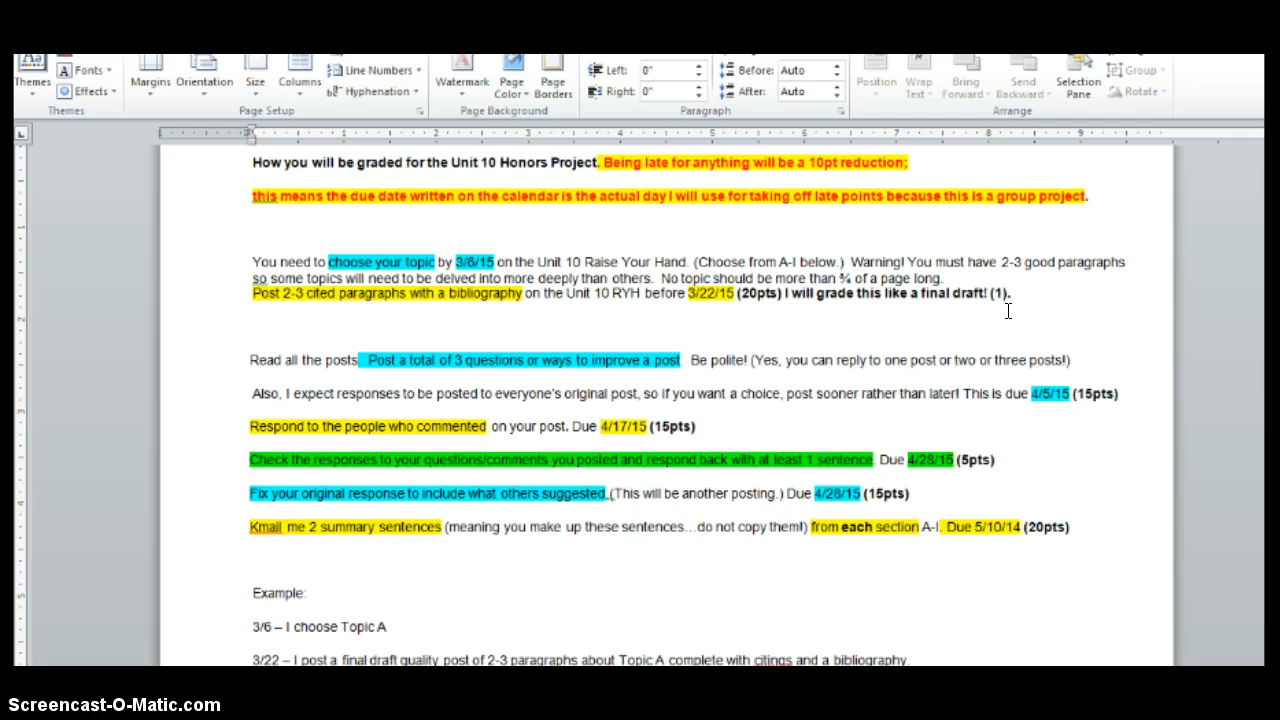 Themes
Fonts
Effects
Themes
Margins
Orientation
Size
Columns
Line Numbers
Hyphenation
Page Setup
Watermark
Page Color
Page Borders
Page Background
Left: 0"
Right: 0"
Before: Auto
After: Auto
Paragraph
Position
Wrap Text
Bring Forward
Send Backward
Selection Pane
Group
Rotate
Arrange
1 2 3 4 5 6 7 8 9
How you will be graded for the Unit 10 Honors Project. Being late for anything will be a 10pt reduction;
this means the due date written on the calendar is the actual day I will use for taking off late points because this is a group project.
You need to choose your topic by 3/6/15 on the Unit 10 Raise Your Hand. (Choose from A-I below.) Warning! You must have 2-3 good paragraphs
so some topics will need to be delved into more deeply than others. No topic should be more than ¾ of a page long.
Post 2-3 cited paragraphs with a bibliography on the Unit 10 RYH before 3/22/15 (20pts) I will grade this like a final draft! (1).
Read all the posts. Post a total of 3 questions or ways to improve a post. Be polite! (Yes, you can reply to one post or two or three posts!)
Also, I expect responses to be posted to everyone's original post, so if you want a choice, post sooner rather than later! This is due 4/5/15 (15pts)
Respond to the people who commented on your post. Due 4/17/15 (15pts)
Check the responses to your questions/comments you posted and respond back with at least 1 sentence. Due 4/28/15 (5pts)
Fix your original response to include what others suggested.(This will be another posting.) Due 4/28/15 (15pts)
Kmail me 2 summary sentences (meaning you make up these sentences…do not copy them!) from each section A-I. Due 5/10/14 (20pts)
Example:
3/6 – I choose Topic A
3/22 – I post a final draft quality post of 2-3 paragraphs about Topic A complete with citings and a bibliography.
Screencast-O-Matic.com